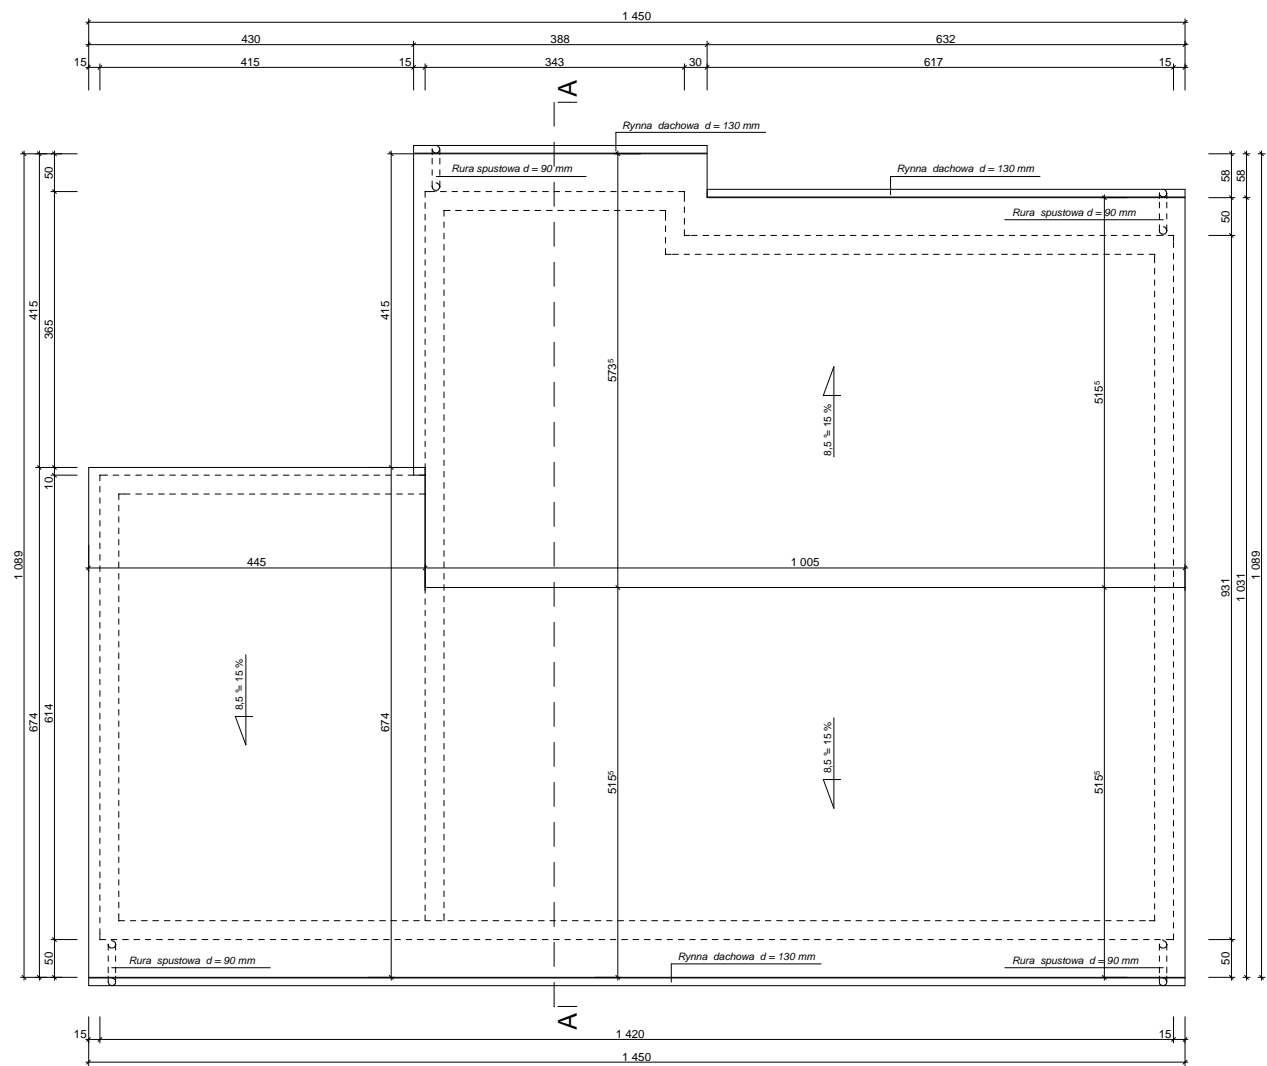 1 450
430 388 632
15 415 15 343 30 617 15
A
Rynna dachowa d = 130 mm
Rura spustowa d = 90 mm
Rynna dachowa d = 130 mm
Rura spustowa d = 90 mm
50
58
58
50
415
365
415
573⁵
515⁵
8,5 °= 15 %
10
1 089
445
1 005
931
1 031
1 089
674
614
674
8,5 °= 15 %
515⁵
8,5 °= 15 %
515⁵
50
Rura spustowa d = 90 mm
Rynna dachowa d = 130 mm
Rura spustowa d = 90 mm
50
A
15 1 420 15
1 450